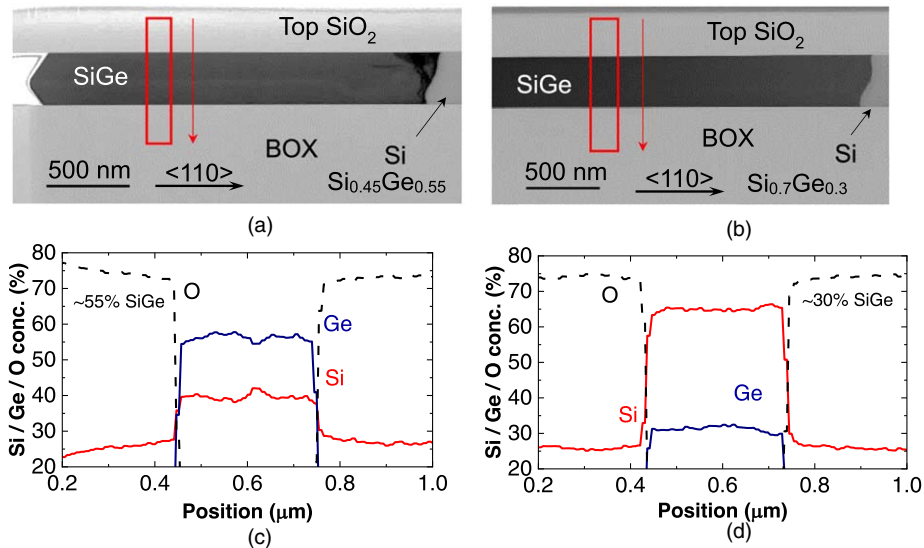 Top SiO2
SiGe
BOX
Si
Si0.45Ge0.55
500 nm
<110>
(a)
Top SiO2
SiGe
BOX
Si
Si0.7Ge0.3
500 nm
<110>
(b)
80
70
60
50
40
30
20
0.2 0.4 0.6 0.8 1.0
Si / Ge / O conc. (%)
~55% SiGe
O
Ge
Si
Position (μm)
(c)
80
70
60
50
40
30
20
0.2 0.4 0.6 0.8 1.0
Si / Ge / O conc. (%)
O
~30% SiGe
Si
Ge
Position (μm)
(d)